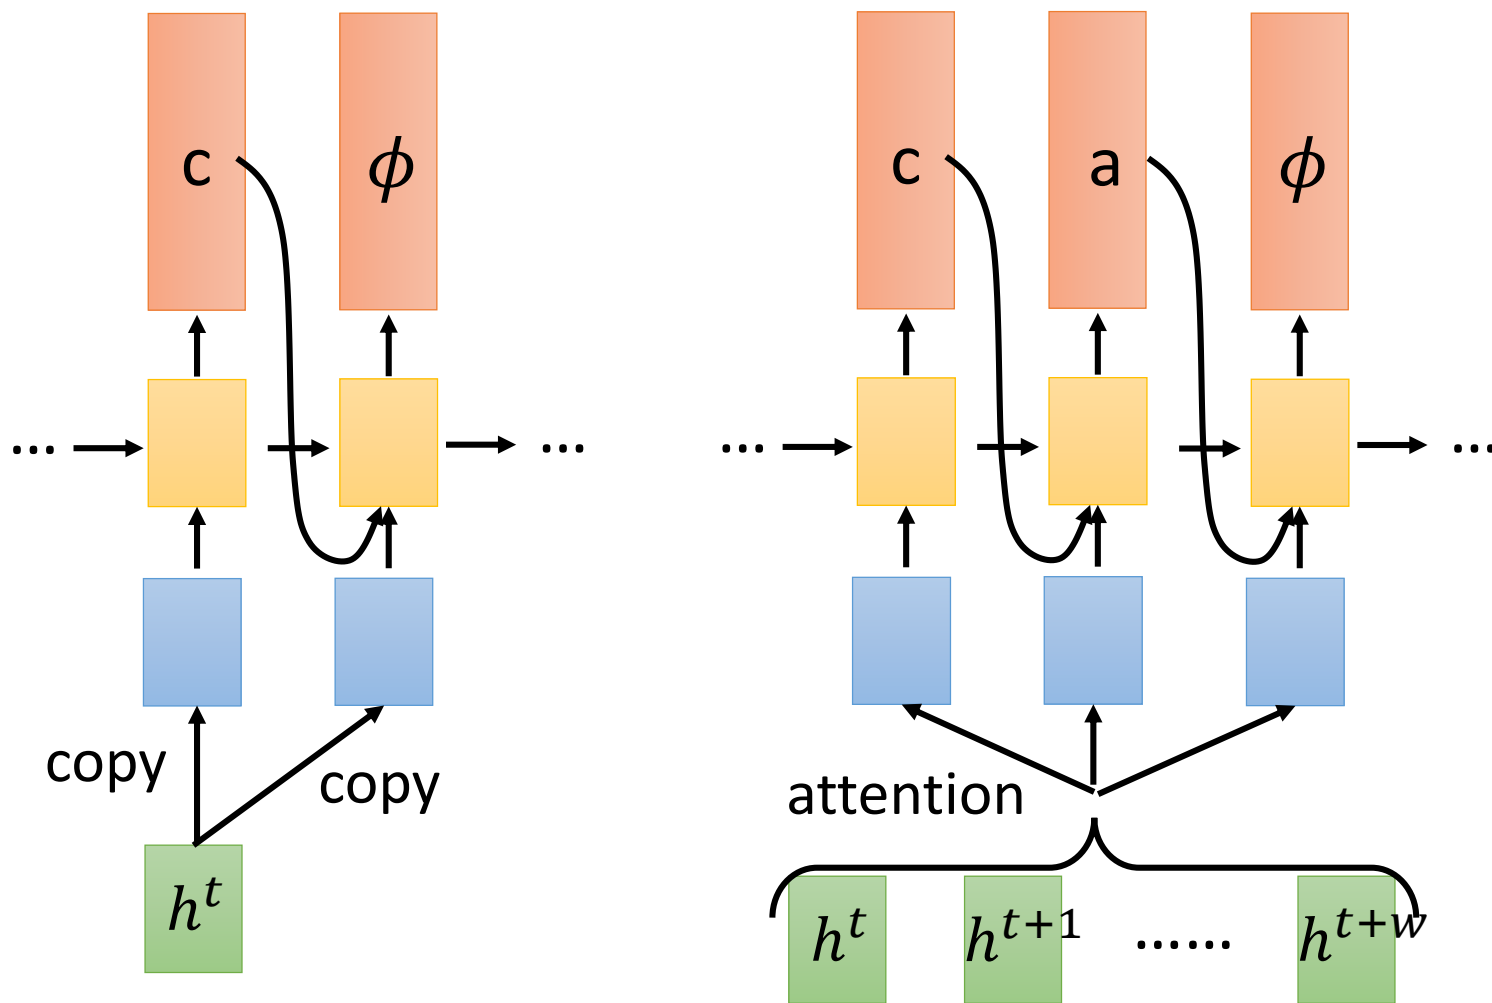 c ϕ c a ϕ
... ... ... ...
copy copy attention
h^t h^t h^{t+1} ....... h^{t+w}